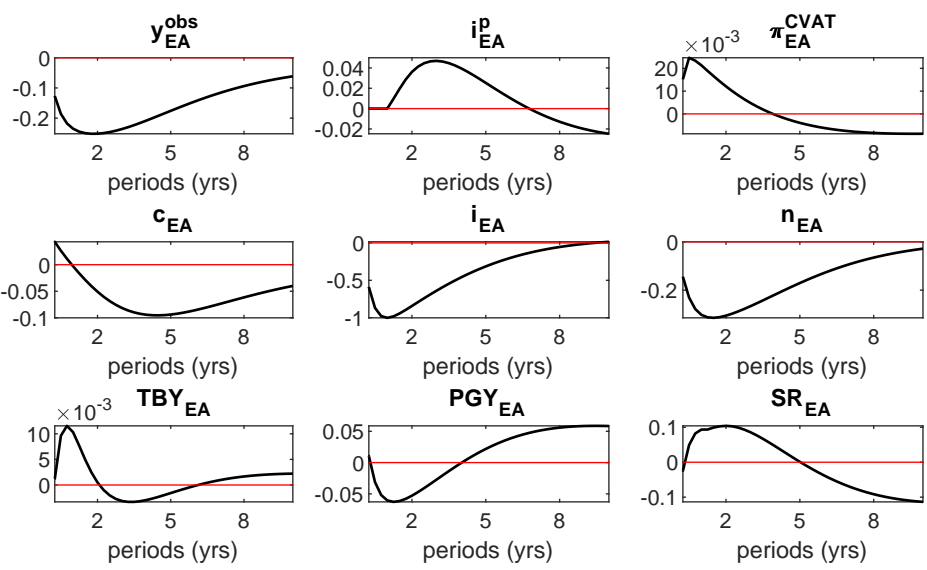 y_EA^obs
i_EA^p
π_EA^CVAT
×10^-3
0
-0.1
-0.2
2 5 8
periods (yrs)
0.04
0.02
0
-0.02
2 5 8
periods (yrs)
20
10
0
2 5 8
periods (yrs)
c_EA
i_EA
n_EA
0
-0.05
-0.1
2 5 8
periods (yrs)
0
-0.5
-1
2 5 8
periods (yrs)
0
-0.2
2 5 8
periods (yrs)
TBY_EA
PGY_EA
SR_EA
×10^-3
10
5
0
2 5 8
periods (yrs)
0.05
0
-0.05
2 5 8
periods (yrs)
0.1
0
-0.1
2 5 8
periods (yrs)